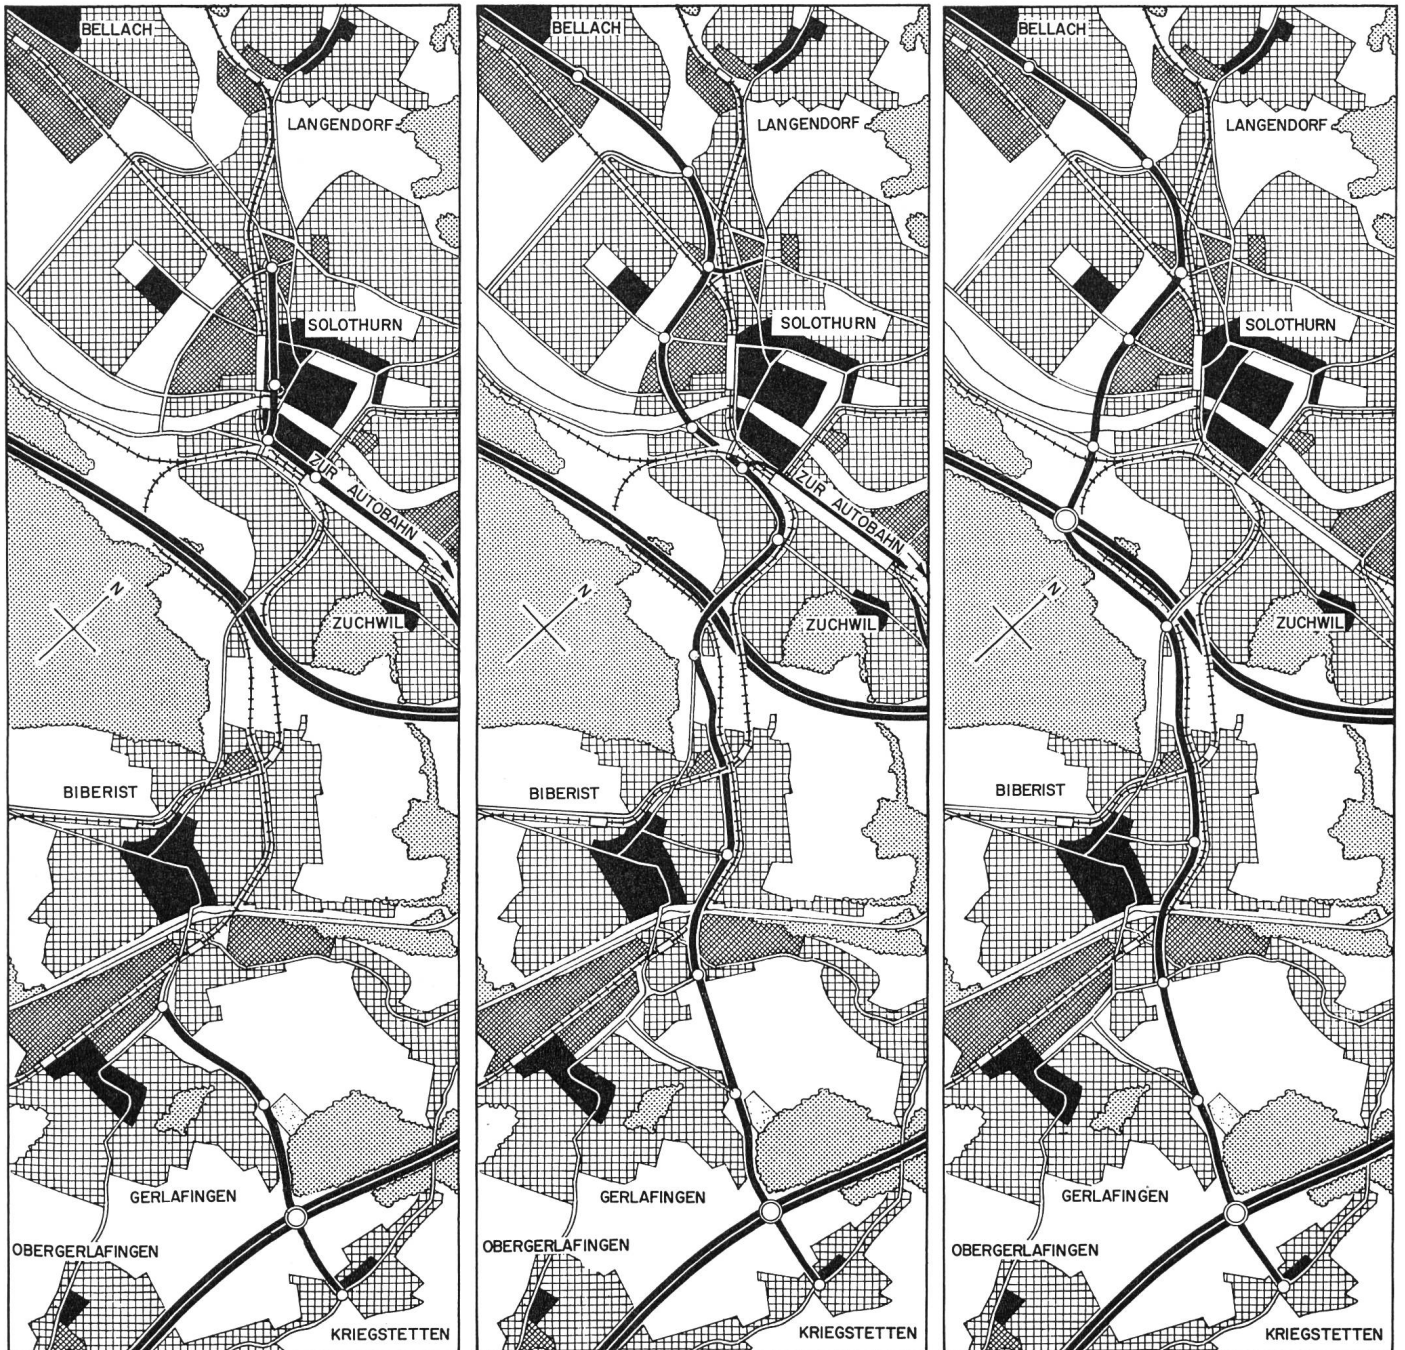 BELLACH
LANGENDORF
SOLOTHURN
ZUR AUTOBAHN
N
ZUCHWIL
BIBERIST
GERLAFINGEN
OBERGERLAFINGEN
KRIEGSTETTEN
BELLACH
LANGENDORF
SOLOTHURN
ZUR AUTOBAHN
N
ZUCHWIL
BIBERIST
GERLAFINGEN
OBERGERLAFINGEN
KRIEGSTETTEN
BELLACH
LANGENDORF
SOLOTHURN
N
ZUCHWIL
BIBERIST
GERLAFINGEN
OBERGERLAFINGEN
KRIEGSTETTEN